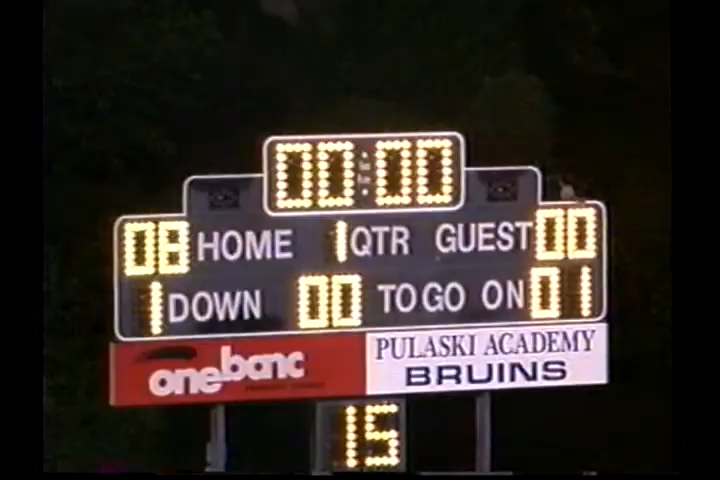 00:00
08 HOME 1 QTR GUEST 00
1 DOWN 00 TO GO ON 01
onebanc
PULASKI ACADEMY
BRUINS
15